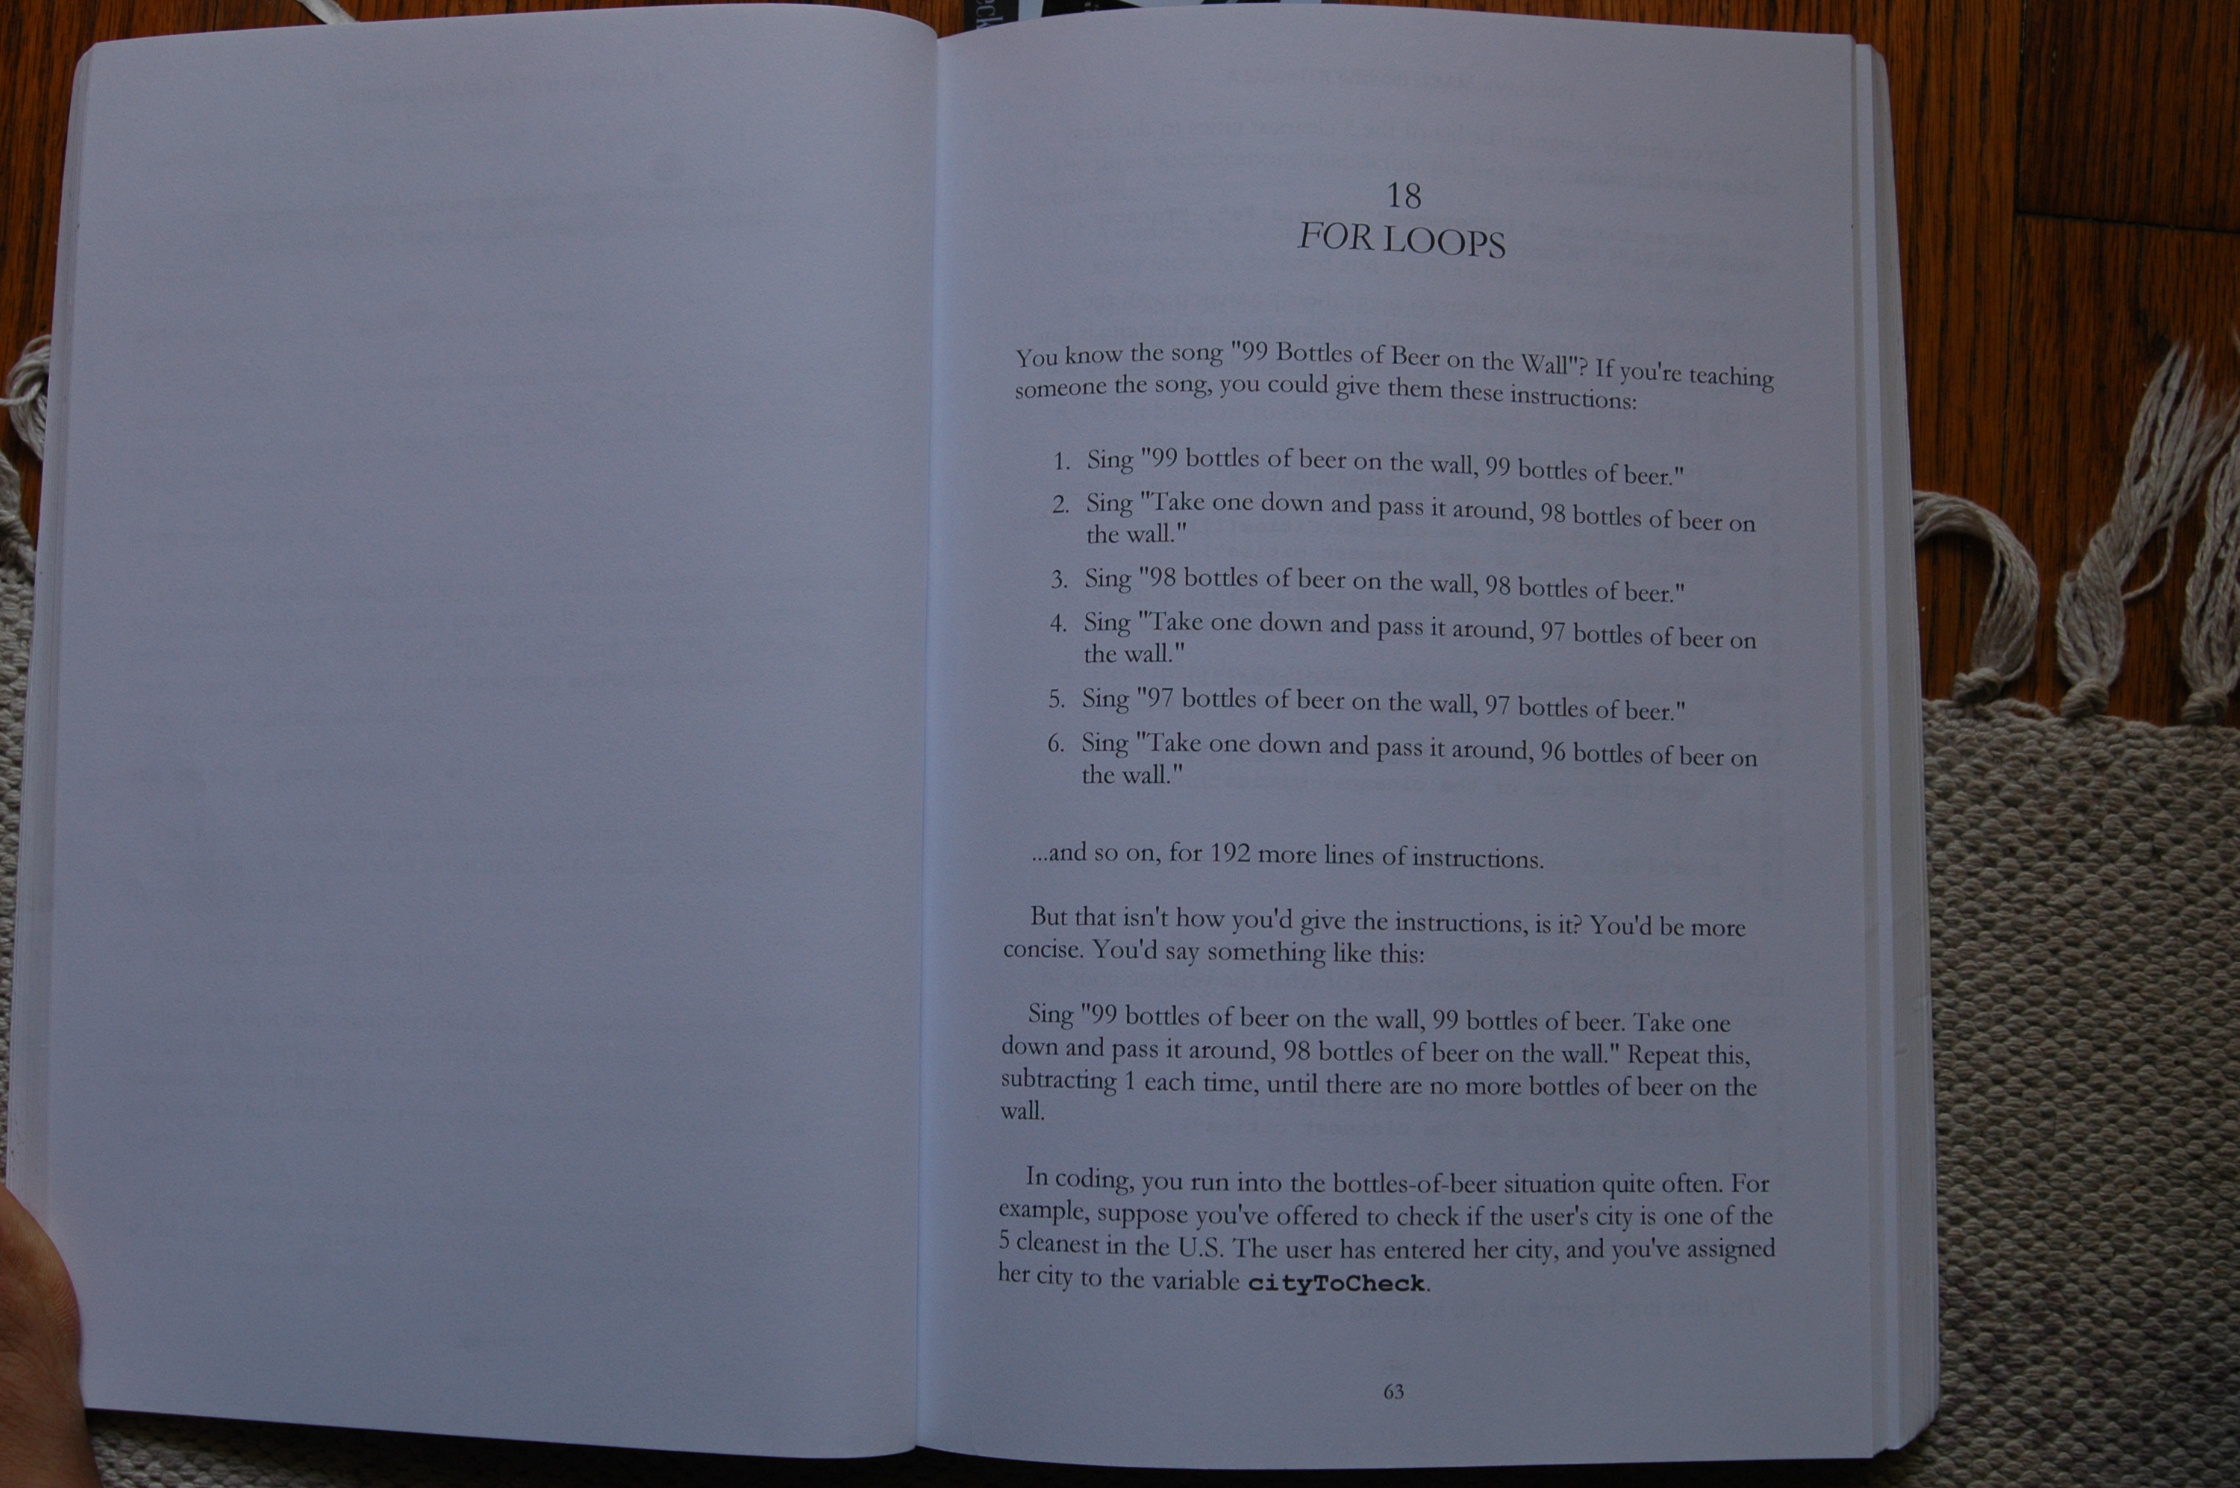 18
FOR LOOPS
You know the song "99 Bottles of Beer on the Wall"? If you're teaching
someone the song, you could give them these instructions:
1. Sing "99 bottles of beer on the wall, 99 bottles of beer."
2. Sing "Take one down and pass it around, 98 bottles of beer on
the wall."
3. Sing "98 bottles of beer on the wall, 98 bottles of beer."
4. Sing "Take one down and pass it around, 97 bottles of beer on
the wall."
5. Sing "97 bottles of beer on the wall, 97 bottles of beer."
6. Sing "Take one down and pass it around, 96 bottles of beer on
the wall."
...and so on, for 192 more lines of instructions.
But that isn't how you'd give the instructions, is it? You'd be more
concise. You'd say something like this:
Sing "99 bottles of beer on the wall, 99 bottles of beer. Take one
down and pass it around, 98 bottles of beer on the wall." Repeat this,
subtracting 1 each time, until there are no more bottles of beer on the
wall.
In coding, you run into the bottles-of-beer situation quite often. For
example, suppose you've offered to check if the user's city is one of the
5 cleanest in the U.S. The user has entered her city, and you've assigned
her city to the variable cityToCheck.
63